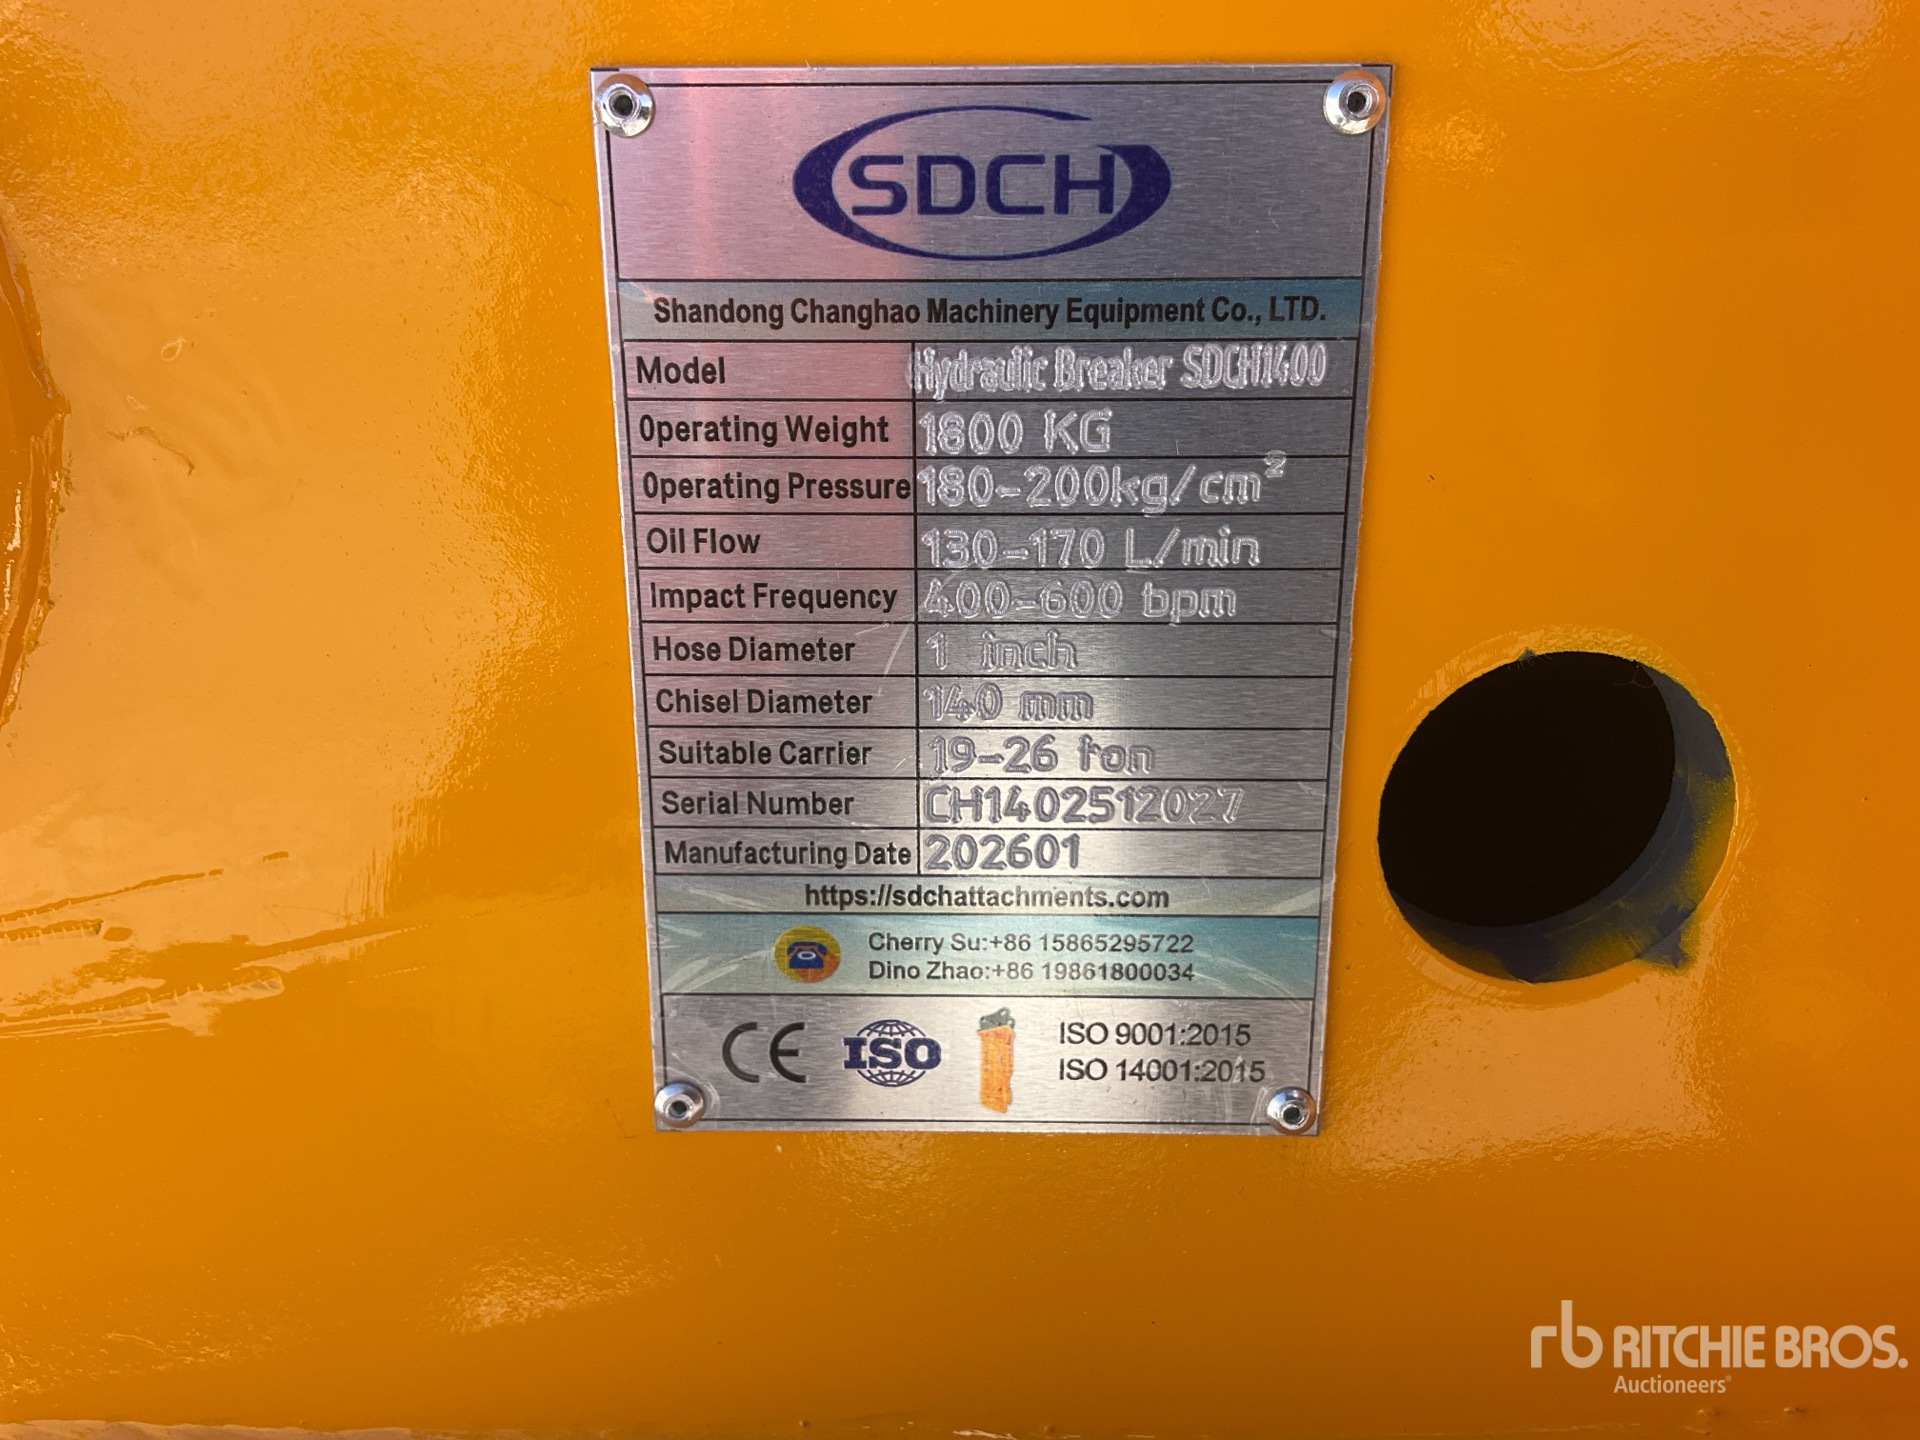 SDCH
Shandong Changhao Machinery Equipment Co., LTD.
Model Hydraulic Breaker SDCH1400
Operating Weight 1800 KG
Operating Pressure 180-200kg/cm²
Oil Flow 130-170 L/min
Impact Frequency 400-600 bpm
Hose Diameter 1 inch
Chisel Diameter 140 mm
Suitable Carrier 19-26 ton
Serial Number CH1402512027
Manufacturing Date 202601
https://sdchattachments.com
Cherry Su:+86 15865295722
Dino Zhao:+86 19861800034
CE ISO ISO 9001:2015
ISO 14001:2015
rb RITCHIE BROS.
Auctioneers®